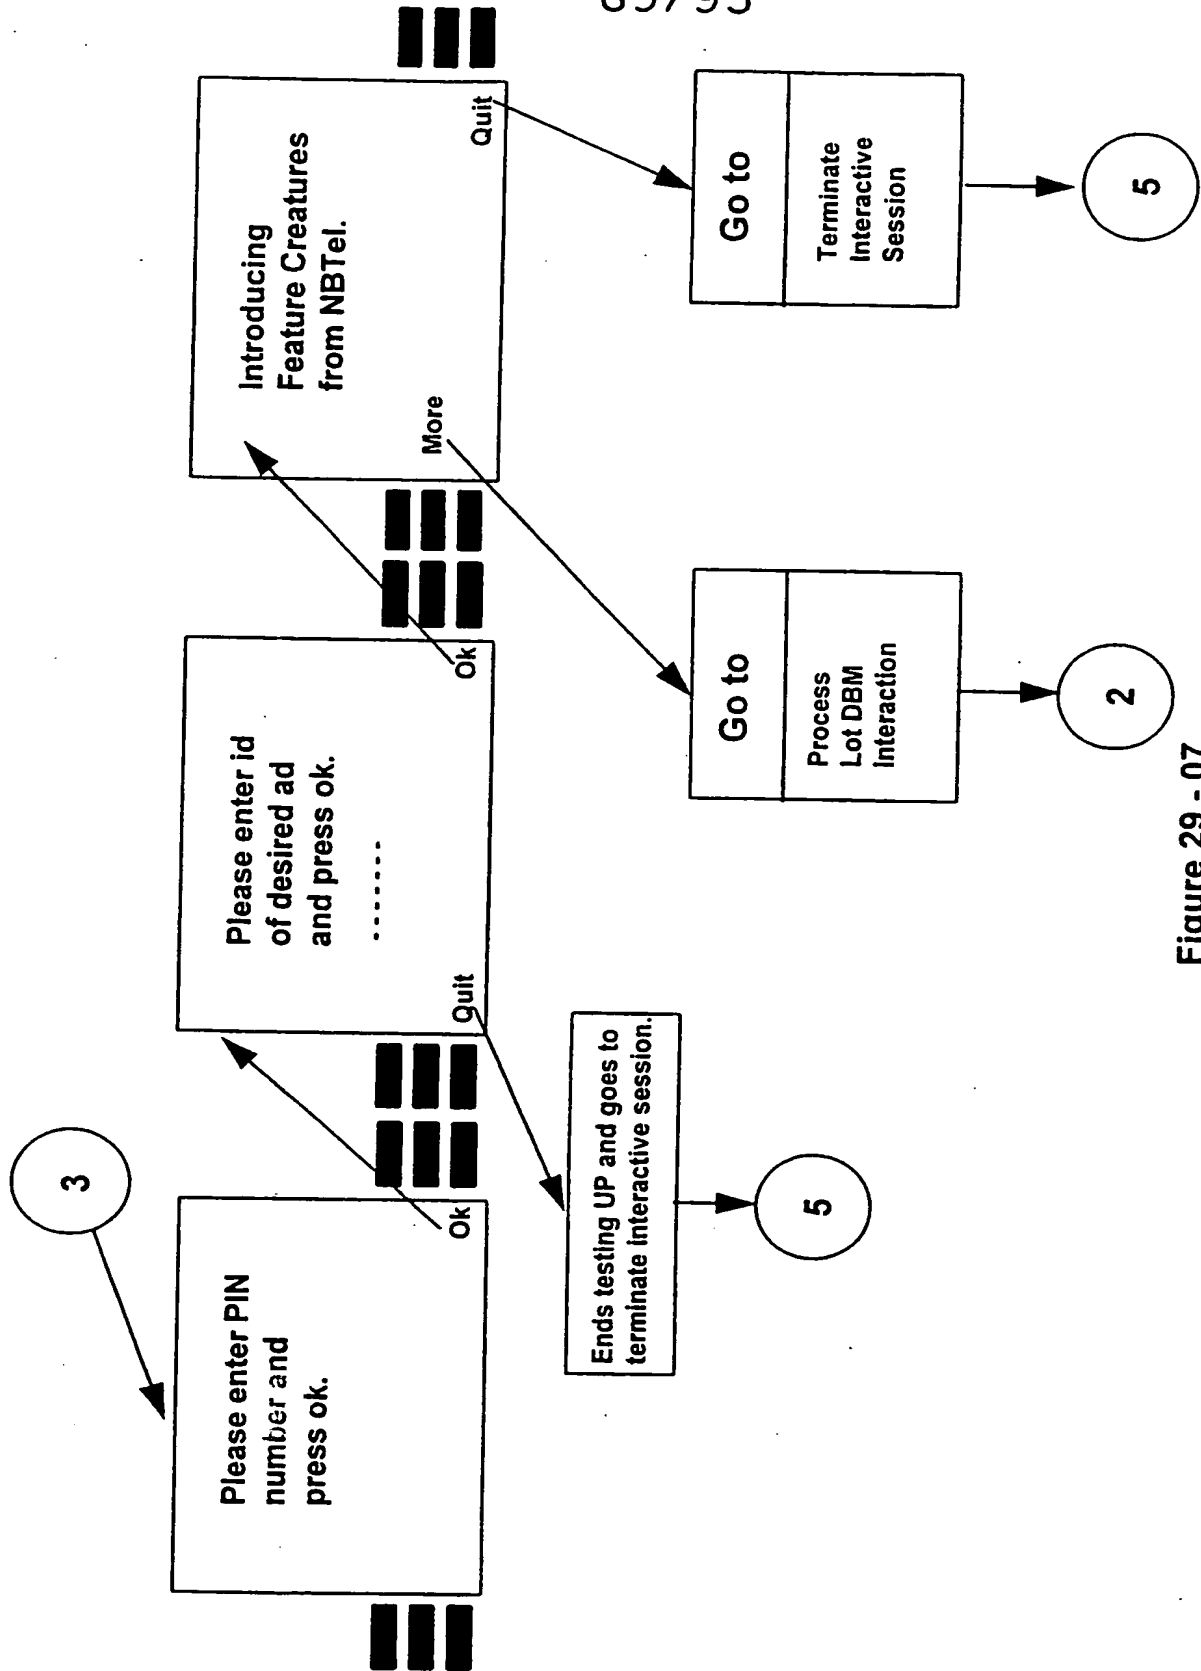 3
Please enter PIN
number and
press ok.
Ok
Please enter id
of desired ad
and press ok.
-------
Quit
Ok
Introducing
Feature Creatures
from NBTel.
More
Quit
Ends testing UP and goes to
terminate interactive session.
5
Go to
Process
Lot DBM
Interaction
2
Go to
Terminate
Interactive
Session
5
Figure 29 - 07